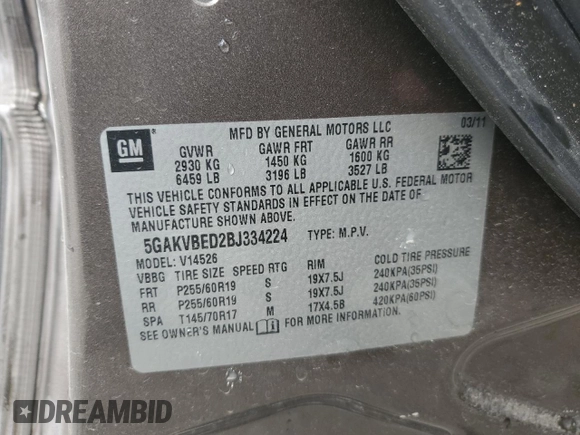 GM
MFD BY GENERAL MOTORS LLC 03/11
GVWR GAWR FRT GAWR RR
2930 KG 1450 KG 1600 KG
6459 LB 3196 LB 3527 LB
THIS VEHICLE CONFORMS TO ALL APPLICABLE U.S. FEDERAL MOTOR
VEHICLE SAFETY STANDARDS IN EFFECT ON THE DATE OF
MANUFACTURE SHOWN ABOVE.
5GAKVBED2BJ334224 TYPE: M.P.V.
MODEL: V14526
VBBG TIRE SIZE SPEED RTG RIM COLD TIRE PRESSURE
FRT P255/60R19 S 19X7.5J 240KPA(35PSI)
RR P255/60R19 S 19X7.5J 240KPA(35PSI)
SPA T145/70R17 M 17X4.5B 420KPA(60PSI)
SEE OWNER'S MANUAL FOR MORE INFORMATION.
DREAMBID